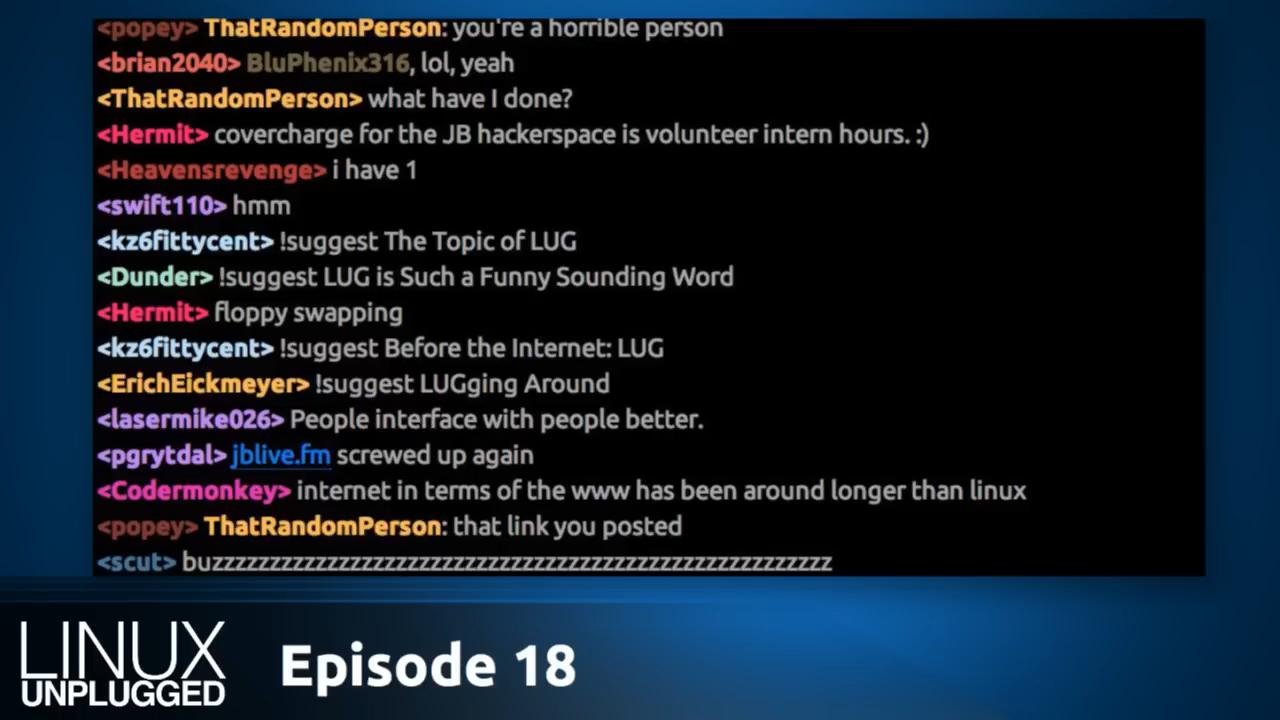 <popey> ThatRandomPerson: you're a horrible person
<brian2040> BluPhenix316, lol, yeah
<ThatRandomPerson> what have I done?
<Hermit> covercharge for the JB hackerspace is volunteer intern hours. :)
<Heavensrevenge> i have 1
<swift110> hmm
<kz6fittycent> !suggest The Topic of LUG
<Dunder> !suggest LUG is Such a Funny Sounding Word
<Hermit> floppy swapping
<kz6fittycent> !suggest Before the Internet: LUG
<ErichEickmeyer> !suggest LUGging Around
<lasermike026> People interface with people better.
<pgrytdal> jblive.fm screwed up again
<Codermonkey> internet in terms of the www has been around longer than linux
<popey> ThatRandomPerson: that link you posted
<scut> buzzzzzzzzzzzzzzzzzzzzzzzzzzzzzzzzzzzzzzzzzzzzzzzzzzzzz
LINUX
UNPLUGGED
Episode 18